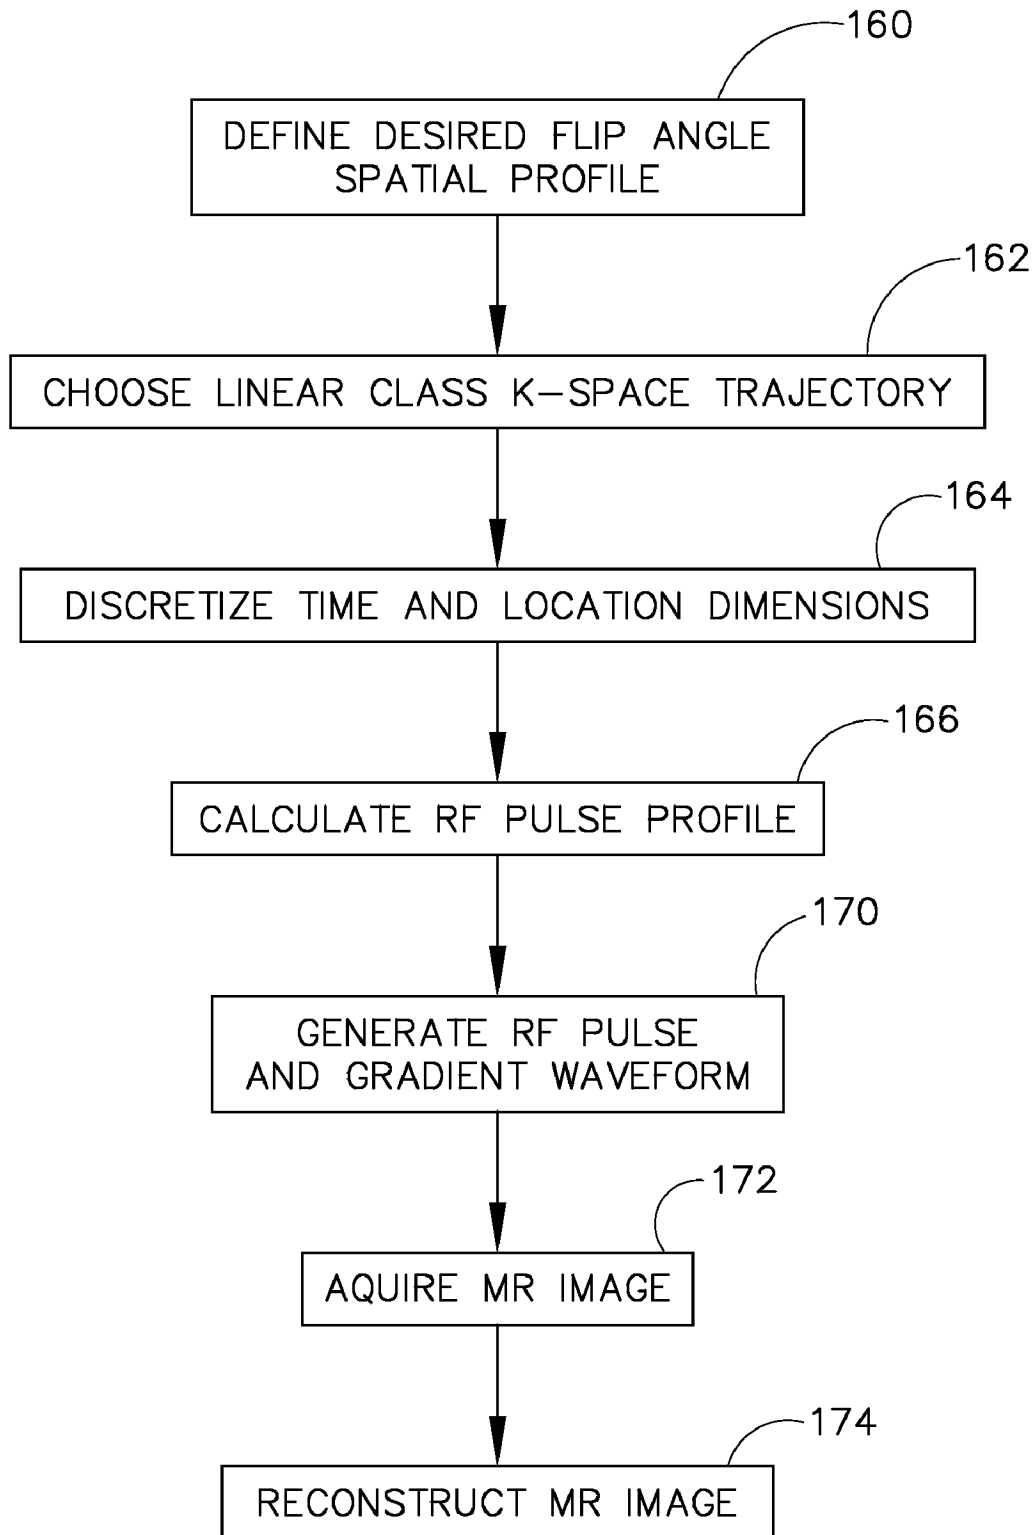 160
DEFINE DESIRED FLIP ANGLE
SPATIAL PROFILE
162
CHOOSE LINEAR CLASS K-SPACE TRAJECTORY
164
DISCRETIZE TIME AND LOCATION DIMENSIONS
166
CALCULATE RF PULSE PROFILE
170
GENERATE RF PULSE
AND GRADIENT WAVEFORM
172
AQUIRE MR IMAGE
174
RECONSTRUCT MR IMAGE